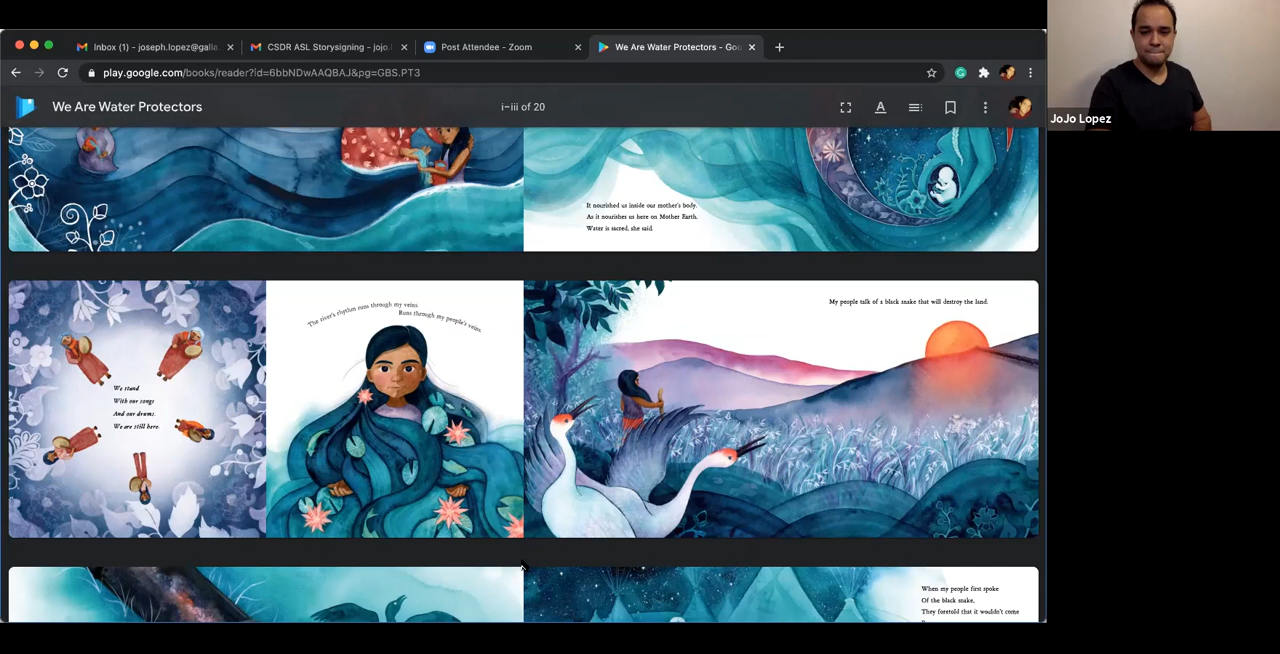 Inbox (1) - joseph.lopez@galla
CSDR ASL Storysigning - jojo.
Post Attendee - Zoom
We Are Water Protectors - Goo
play.google.com/books/reader?id=6bbNDwAAQBAJ&pg=GBS.PT3
We Are Water Protectors
i–iii of 20
A
JoJo Lopez
It nourished us inside our mother's body.
As it nourishes us here on Mother Earth.
Water is sacred, she said.
We stand
With our songs
And our drums.
We are still here.
The river's rhythm runs through my veins.
Runs through my people's veins.
My people talk of a black snake that will destroy the land.
When my people first spoke
Of the black snake,
They foretold that it wouldn't come